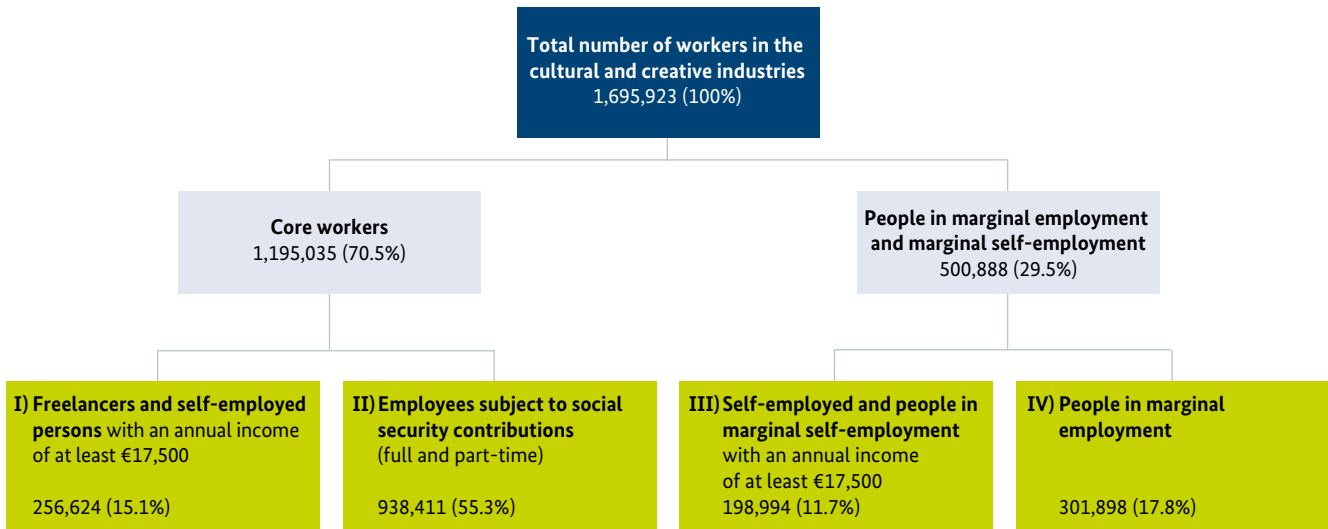 Total number of workers in the
cultural and creative industries
1,695,923 (100%)
Core workers
1,195,035 (70.5%)
People in marginal employment
and marginal self-employment
500,888 (29.5%)
I) Freelancers and self-employed
persons with an annual income
of at least €17,500
256,624 (15.1%)
II) Employees subject to social
security contributions
(full and part-time)
938,411 (55.3%)
III) Self-employed and people in
marginal self-employment
with an annual income
of at least €17,500
198,994 (11.7%)
IV) People in marginal
employment
301,898 (17.8%)